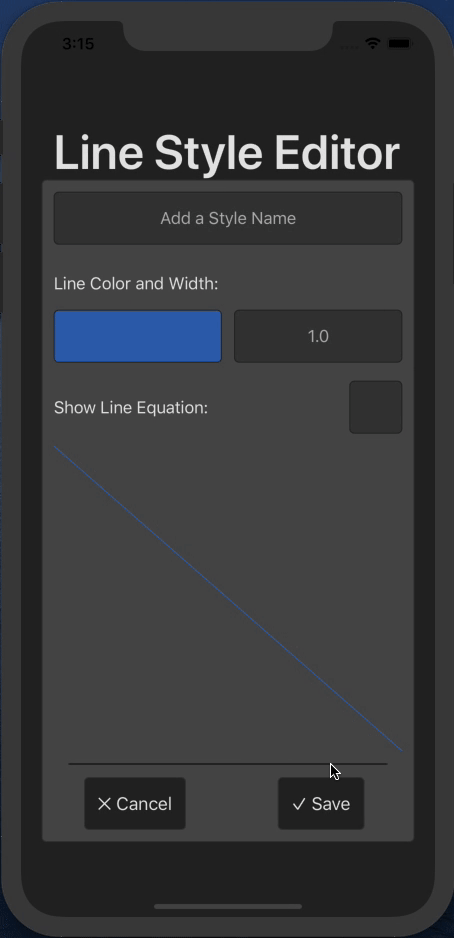 3:15
Line Style Editor
Add a Style Name
Line Color and Width:
1.0
Show Line Equation:
Cancel
Save